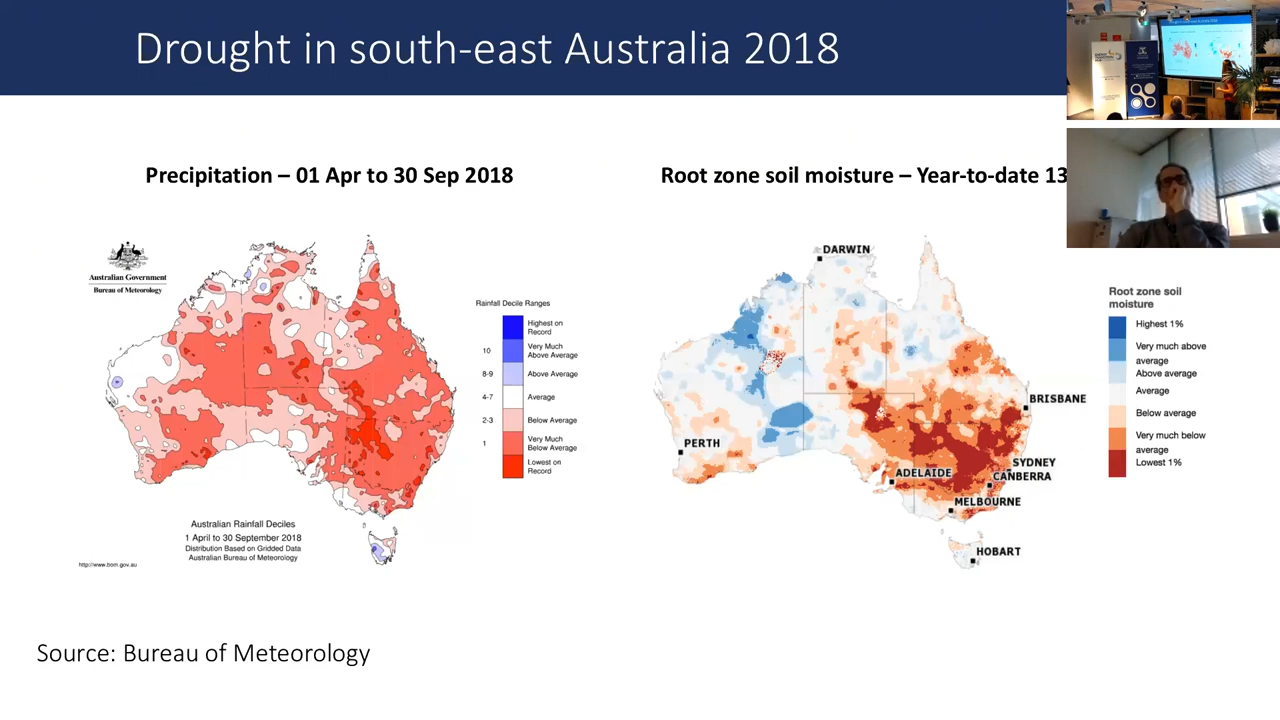 Drought in south-east Australia 2018
Precipitation – 01 Apr to 30 Sep 2018
Root zone soil moisture – Year-to-date 13
Australian Government
Bureau of Meteorology
Rainfall Decile Ranges
Highest on
Record
10
Very Much
Above Average
8-9
Above Average
4-7
Average
2-3
Below Average
1
Very Much
Below Average
Lowest on
Record
Australian Rainfall Deciles
1 April to 30 September 2018
Distribution Based on Gridded Data
Australian Bureau of Meteorology
http://www.bom.gov.au
DARWIN
BRISBANE
PERTH
SYDNEY
ADELAIDE
CANBERRA
MELBOURNE
HOBART
Root zone soil
moisture
Highest 1%
Very much above
average
Above average
Average
Below average
Very much below
average
Lowest 1%
Source: Bureau of Meteorology